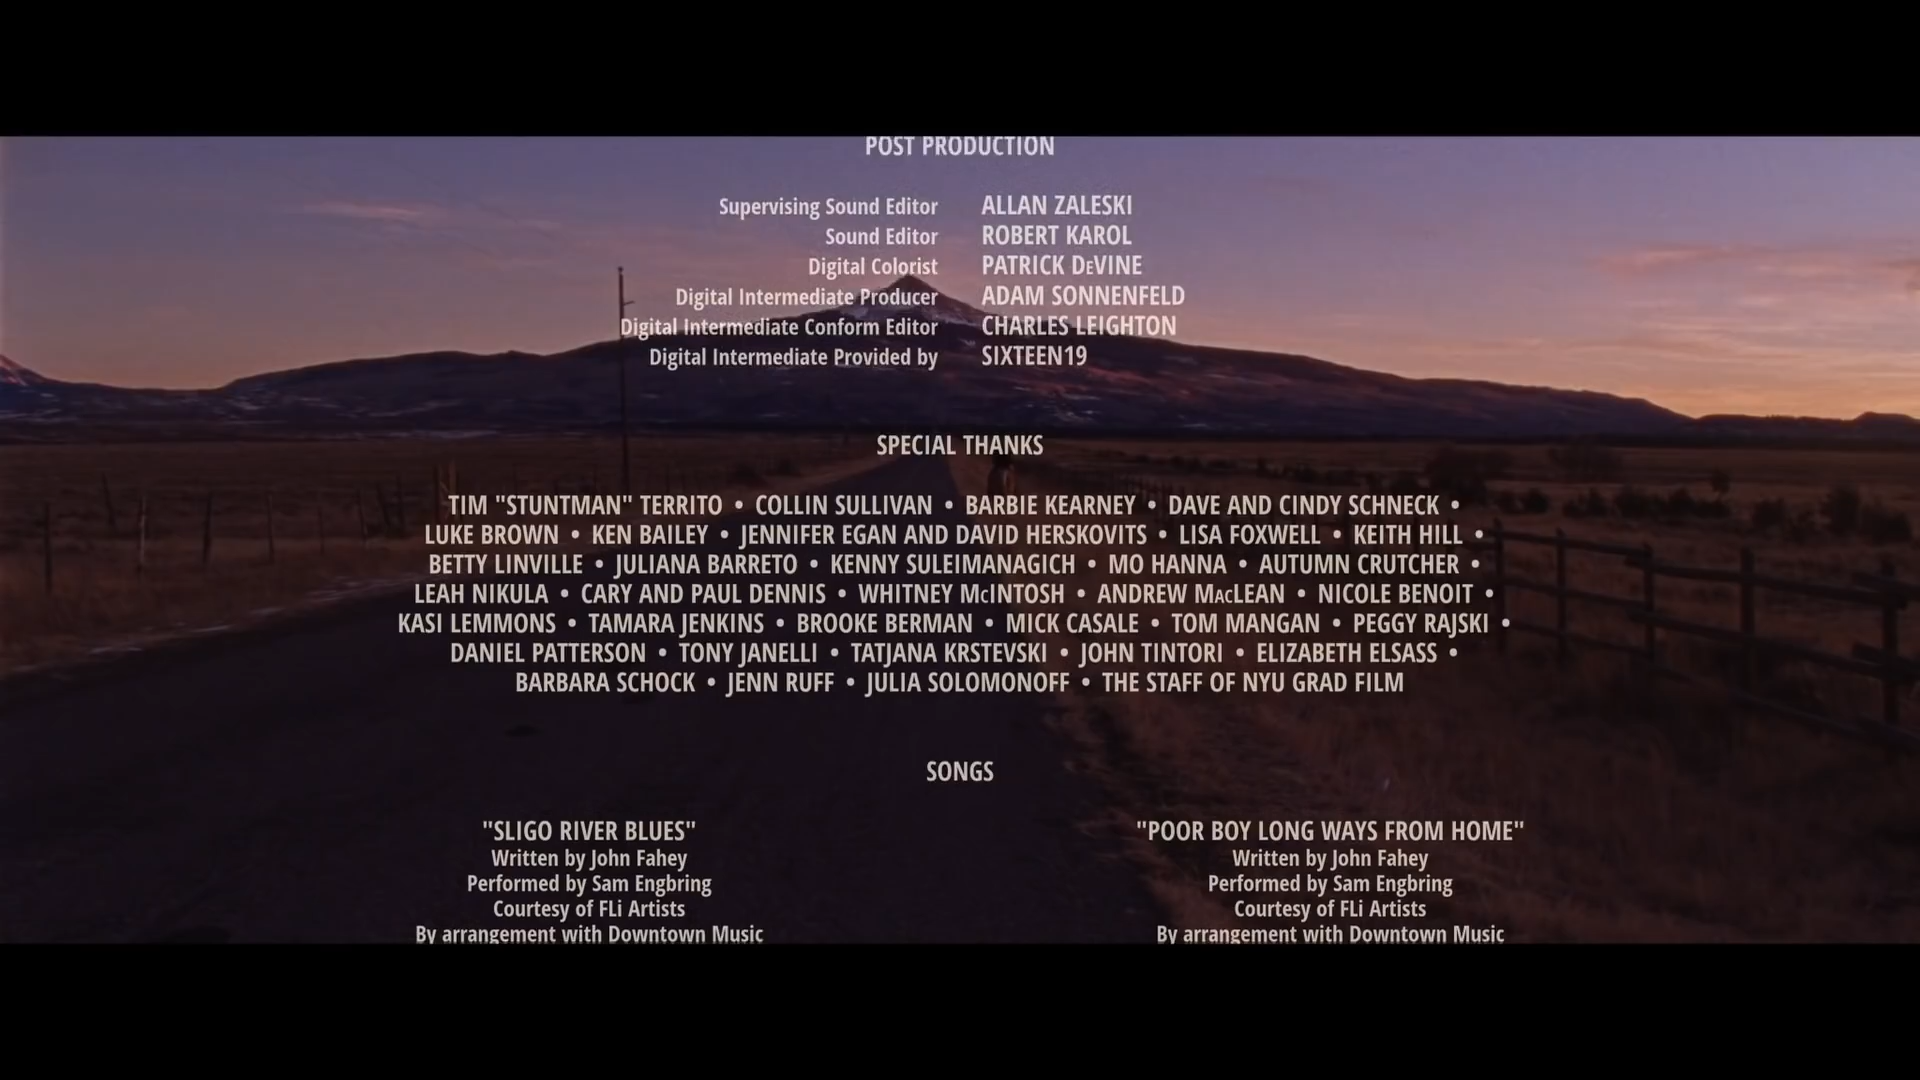 POST PRODUCTION
Supervising Sound Editor ALLAN ZALESKI
Sound Editor ROBERT KAROL
Digital Colorist PATRICK DeVINE
Digital Intermediate Producer ADAM SONNENFELD
Digital Intermediate Conform Editor CHARLES LEIGHTON
Digital Intermediate Provided by SIXTEEN19
SPECIAL THANKS
TIM "STUNTMAN" TERRITO • COLLIN SULLIVAN • BARBIE KEARNEY • DAVE AND CINDY SCHNECK •
LUKE BROWN • KEN BAILEY • JENNIFER EGAN AND DAVID HERSKOVITS • LISA FOXWELL • KEITH HILL •
BETTY LINVILLE • JULIANA BARRETO • KENNY SULEIMANAGICH • MO HANNA • AUTUMN CRUTCHER •
LEAH NIKULA • CARY AND PAUL DENNIS • WHITNEY McINTOSH • ANDREW MacLEAN • NICOLE BENOIT •
KASI LEMMONS • TAMARA JENKINS • BROOKE BERMAN • MICK CASALE • TOM MANGAN • PEGGY RAJSKI •
DANIEL PATTERSON • TONY JANELLI • TATJANA KRSTEVSKI • JOHN TINTORI • ELIZABETH ELSASS •
BARBARA SCHOCK • JENN RUFF • JULIA SOLOMONOFF • THE STAFF OF NYU GRAD FILM
SONGS
"SLIGO RIVER BLUES"
Written by John Fahey
Performed by Sam Engbring
Courtesy of FLi Artists
By arrangement with Downtown Music
"POOR BOY LONG WAYS FROM HOME"
Written by John Fahey
Performed by Sam Engbring
Courtesy of FLi Artists
By arrangement with Downtown Music